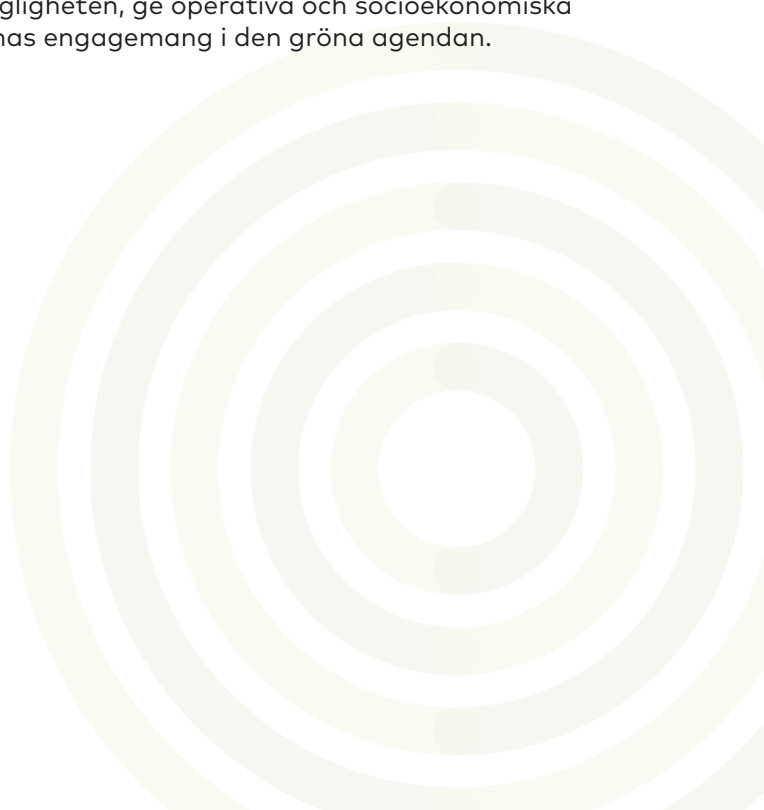 gligheten, ge operativa och socioekonomiska
nas engagemang i den gröna agendan.